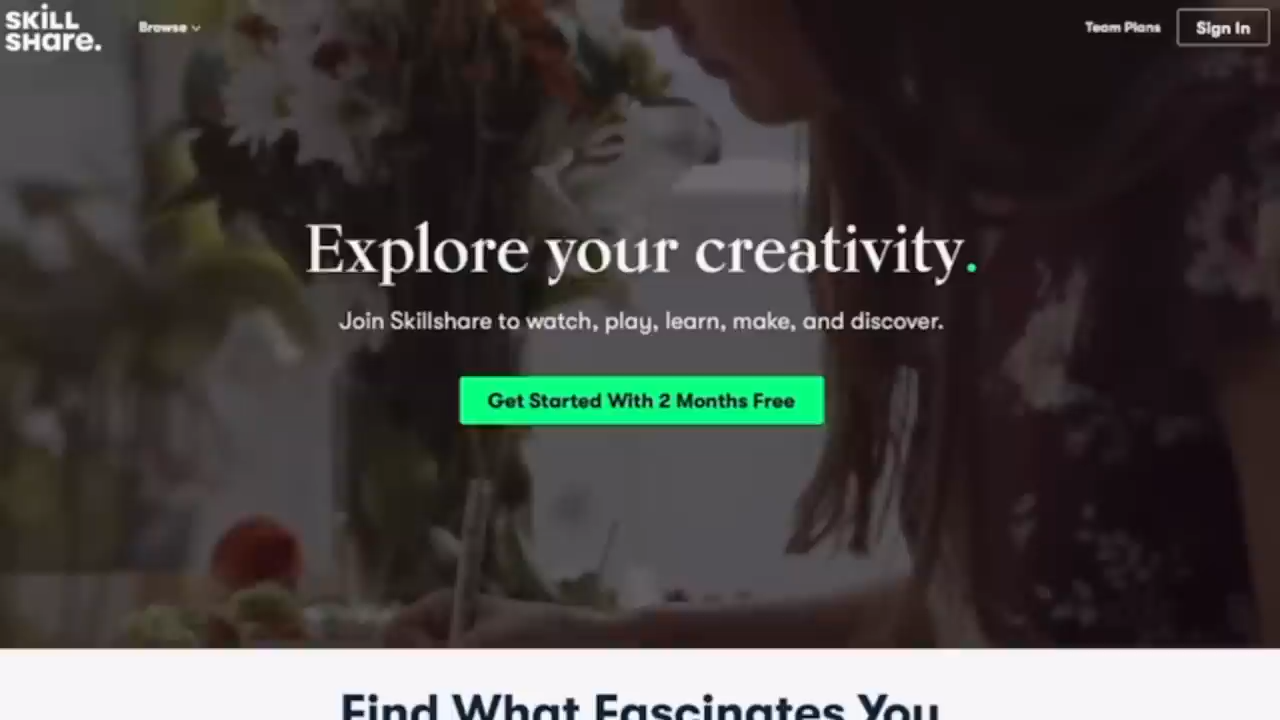 SKILL
SHare.
Browse
Team Plans
Sign In
Explore your creativity.
Join Skillshare to watch, play, learn, make, and discover.
Get Started With 2 Months Free
Find What Fascinates You